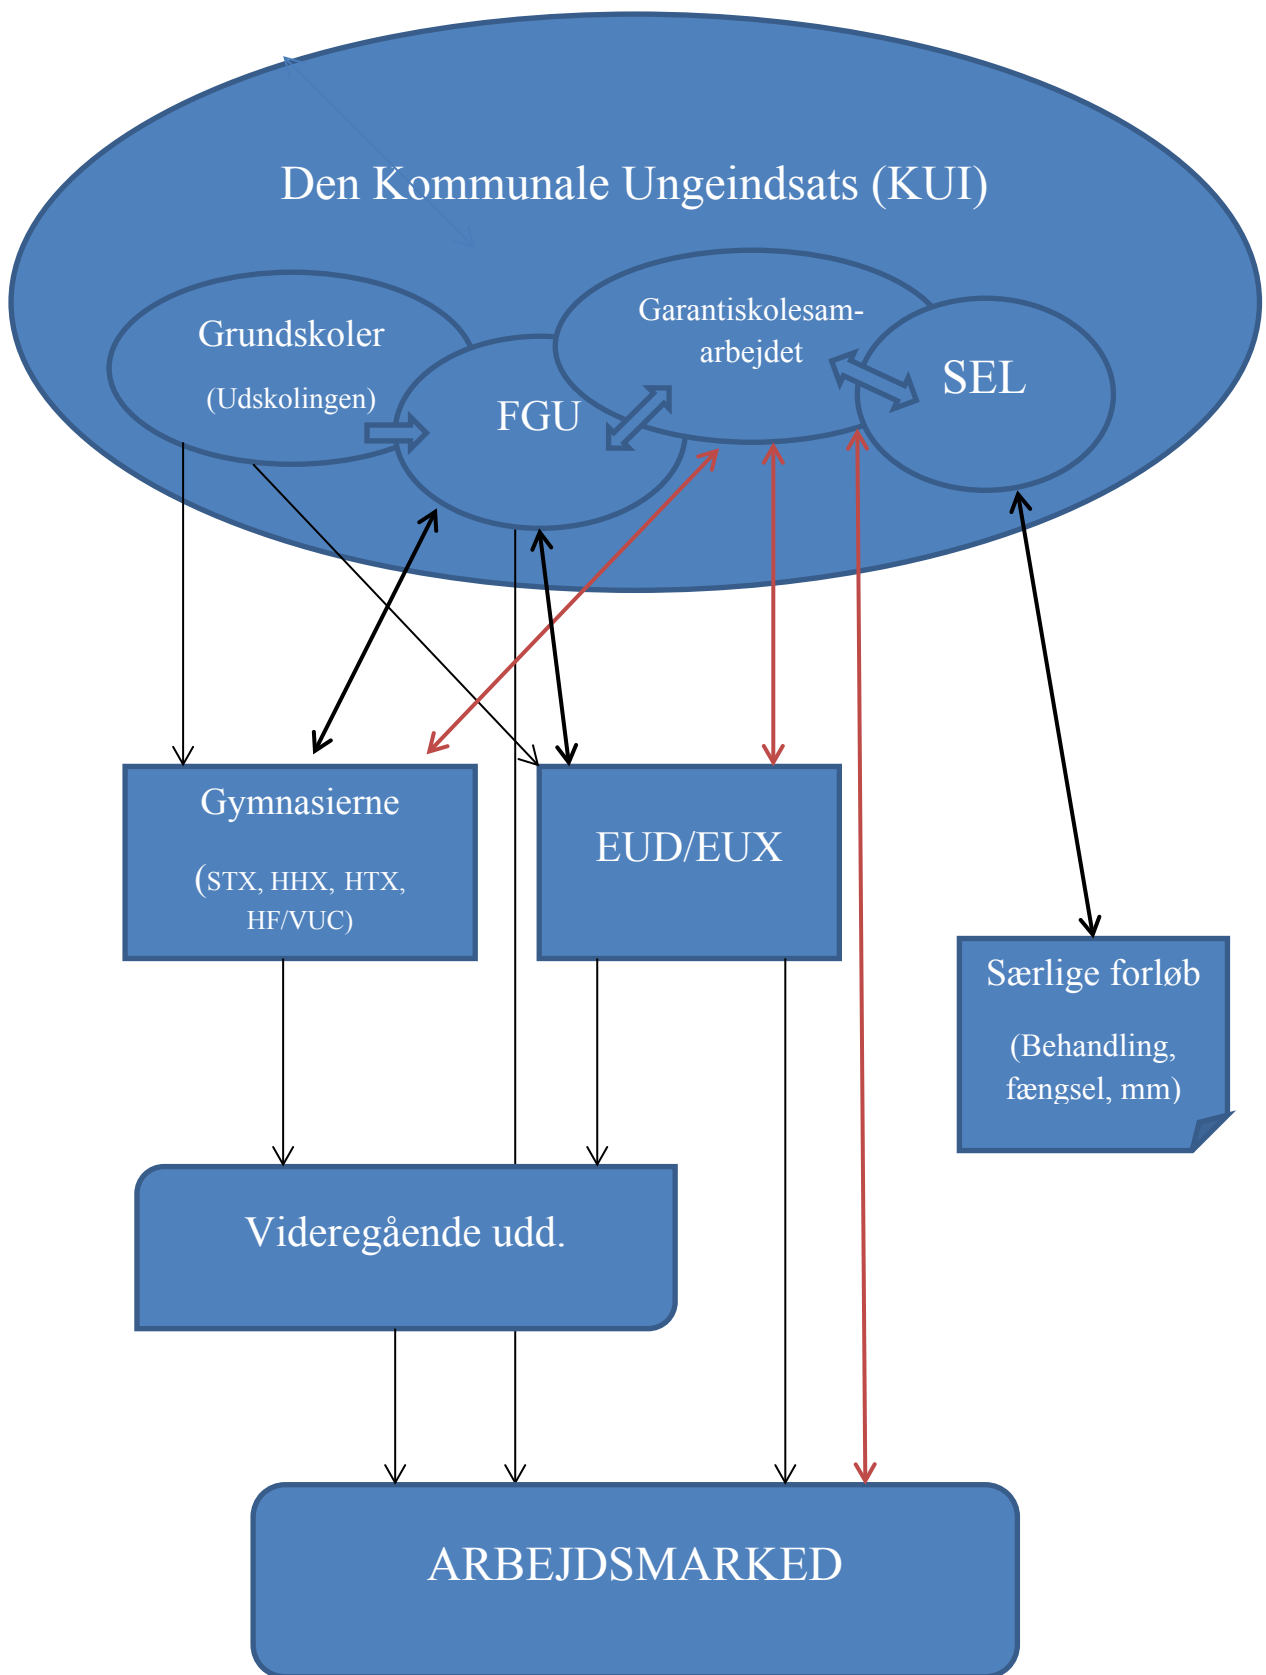 Den Kommunale Ungeindsats (KUI)
Grundskoler
(Udskolingen)
FGU
Garantiskolesam-
arbejdet
SEL
Gymnasierne
(STX, HHX, HTX,
HF/VUC)
EUD/EUX
Særlige forløb
(Behandling,
fængsel, mm)
Videregående udd.
ARBEJDSMARKED